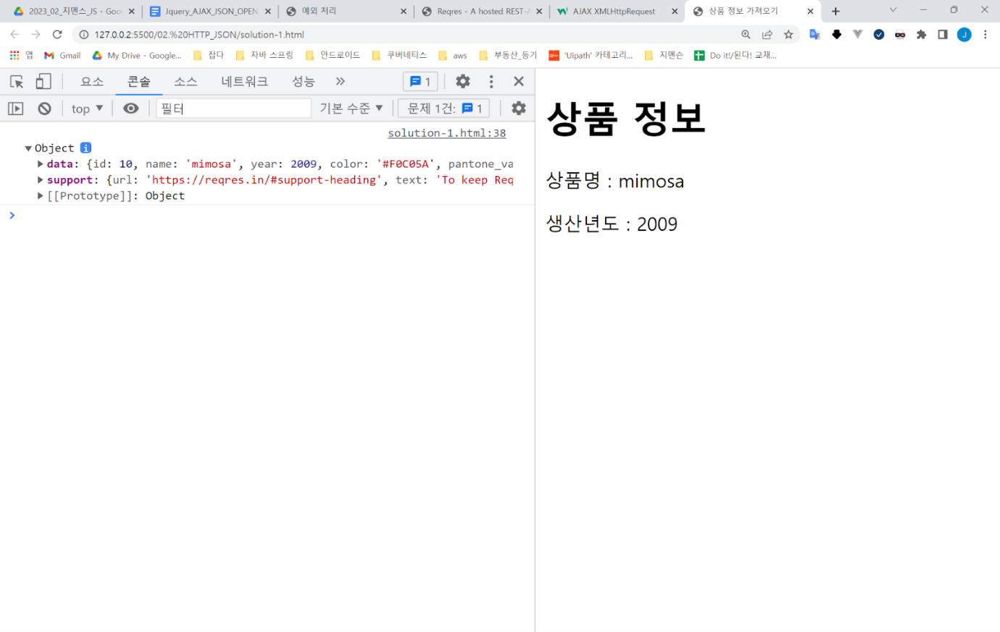 2023_02_지멘스_JS - Goo
Jquery_AJAX_JSON_OPEN
예외 처리
Reqres - A hosted REST-A
AJAX XMLHttpRequest
상품 정보 가져오기
127.0.0.2:5500/02.%20HTTP_JSON/solution-1.html
J
앱 Gmail My Drive - Google... 잡다 자바 스프링 안드로이드 쿠버네티스 aws 부동산_등기 'Uipath' 카테고리... 지멘슨 Do it!/된다! 교재...
요소 콘솔 소스 네트워크 성능 1
top 필터 기본 수준 문제 1건: 1
solution-1.html:38
Object i
data: {id: 10, name: 'mimosa', year: 2009, color: '#F0C05A', pantone_va
support: {url: 'https://reqres.in/#support-heading', text: 'To keep Req
[[Prototype]]: Object
상품 정보
상품명 : mimosa
생산년도 : 2009